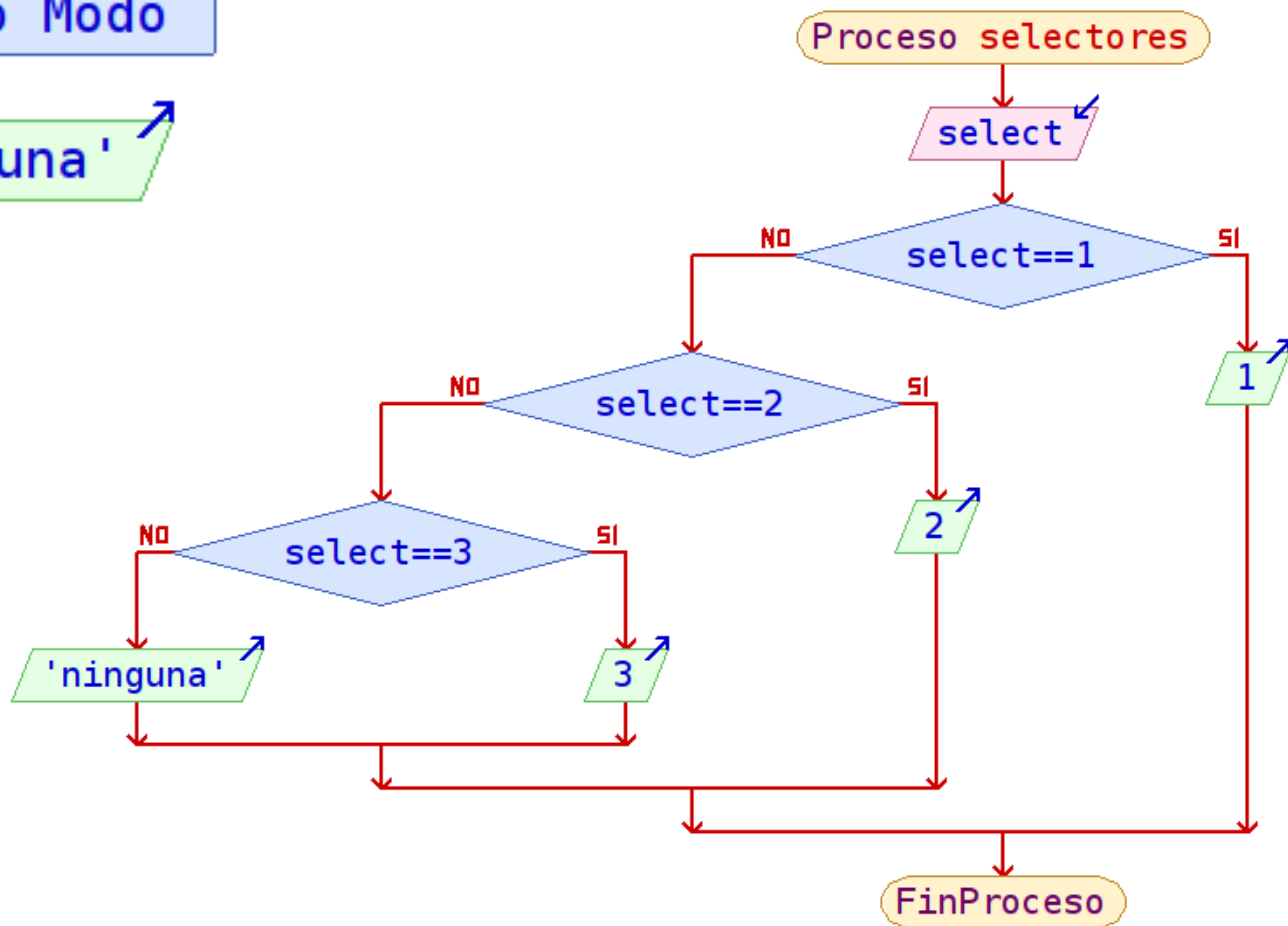 Modo
Proceso selectores
select
NO
select==1
SI
NO
select==2
SI
1
NO
select==3
SI
2
'ninguna'
3
FinProceso